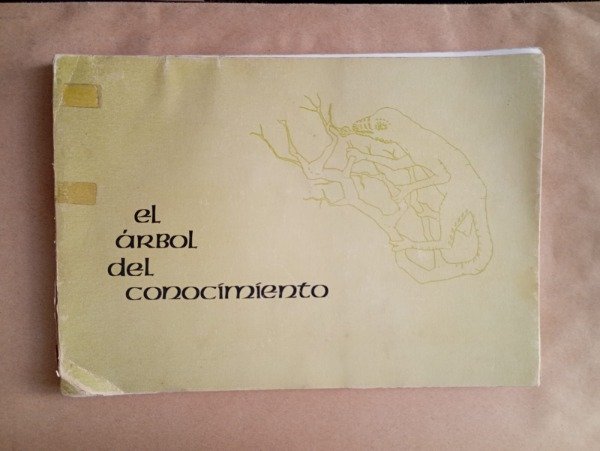 el
árbol
del
conocimiento